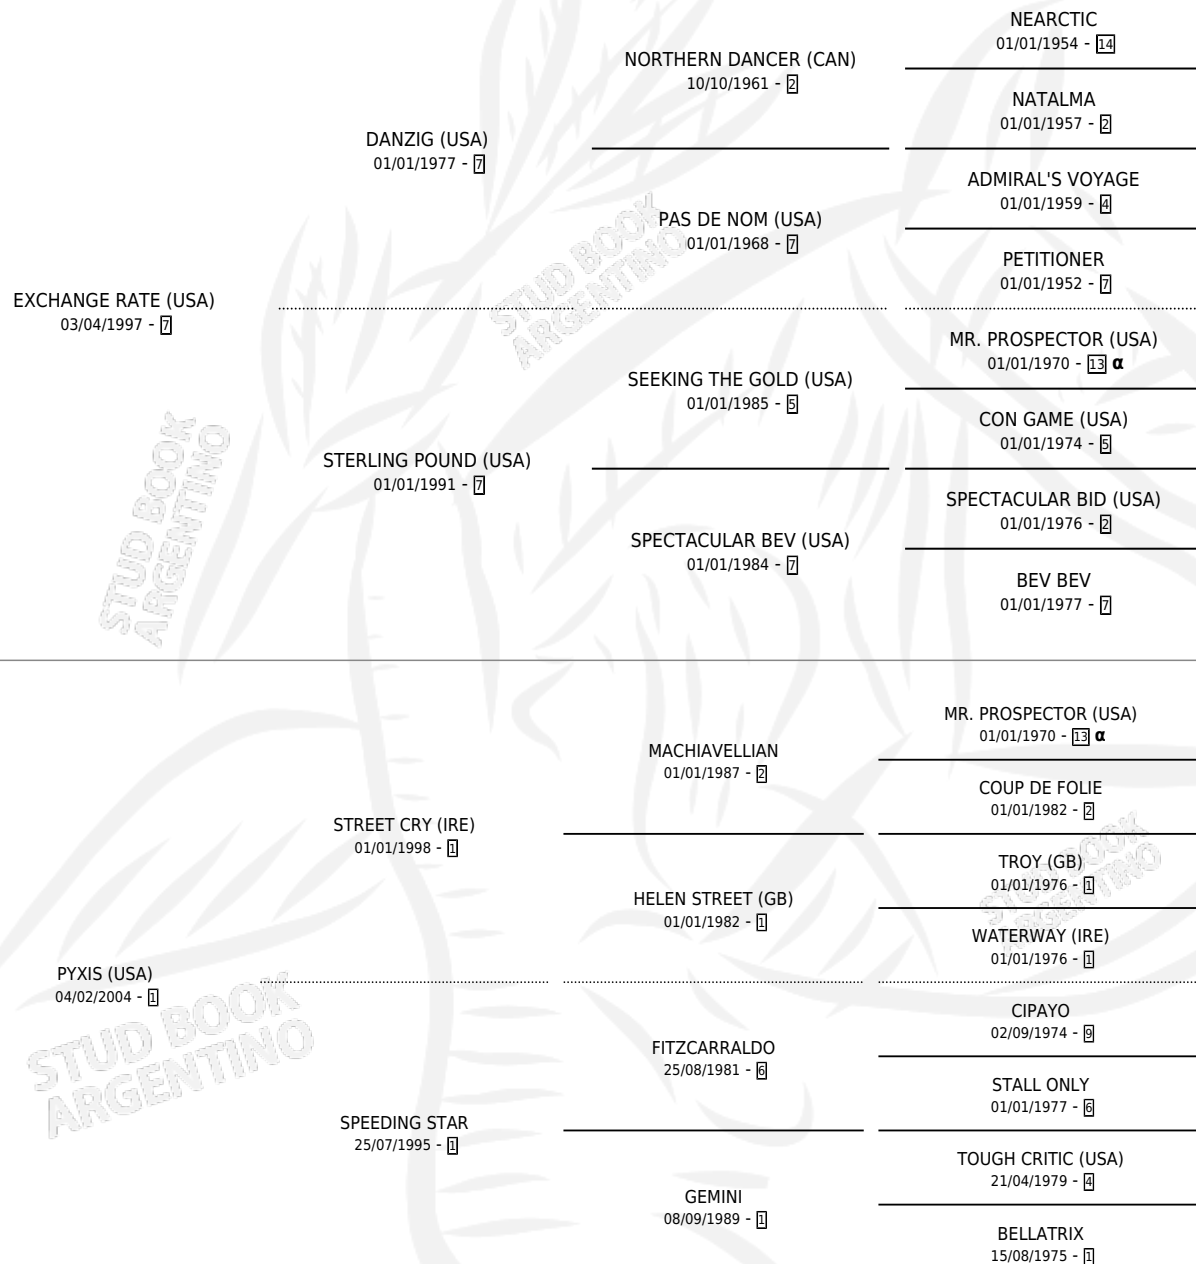 NEARCTIC
01/01/1954 - 14
NORTHERN DANCER (CAN)
10/10/1961 - 2
NATALMA
01/01/1957 - 2
DANZIG (USA)
01/01/1977 - 7
ADMIRAL'S VOYAGE
01/01/1959 - 4
PAS DE NOM (USA)
01/01/1968 - 7
PETITIONER
01/01/1952 - 7
EXCHANGE RATE (USA)
03/04/1997 - 7
MR. PROSPECTOR (USA)
01/01/1970 - 13 α
SEEKING THE GOLD (USA)
01/01/1985 - 5
CON GAME (USA)
01/01/1974 - 5
STERLING POUND (USA)
01/01/1991 - 7
SPECTACULAR BID (USA)
01/01/1976 - 2
SPECTACULAR BEV (USA)
01/01/1984 - 7
BEV BEV
01/01/1977 - 7
STUD BOOK
ARGENTINO
STUD BOOK
ARGENTINO
MR. PROSPECTOR (USA)
01/01/1970 - 13 α
MACHIAVELLIAN
01/01/1987 - 2
COUP DE FOLIE
01/01/1982 - 2
STREET CRY (IRE)
01/01/1998 - 1
TROY (GB)
01/01/1976 - 1
HELEN STREET (GB)
01/01/1982 - 1
WATERWAY (IRE)
01/01/1976 - 1
PYXIS (USA)
04/02/2004 - 1
CIPAYO
02/09/1974 - 9
FITZCARRALDO
25/08/1981 - 6
STALL ONLY
01/01/1977 - 6
SPEEDING STAR
25/07/1995 - 1
TOUGH CRITIC (USA)
21/04/1979 - 4
GEMINI
08/09/1989 - 1
BELLATRIX
15/08/1975 - 1
STUD BOOK
ARGENTINO
STUD BOOK
ARGENTINO